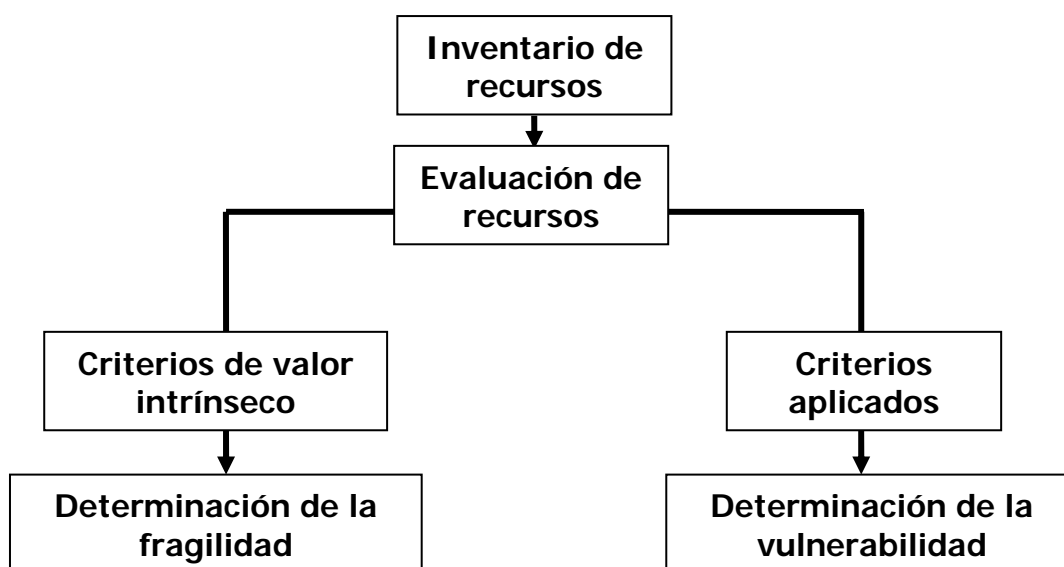 Inventario de
recursos
Evaluación de
recursos
Criterios de valor
intrínseco
Criterios
aplicados
Determinación de la
fragilidad
Determinación de la
vulnerabilidad